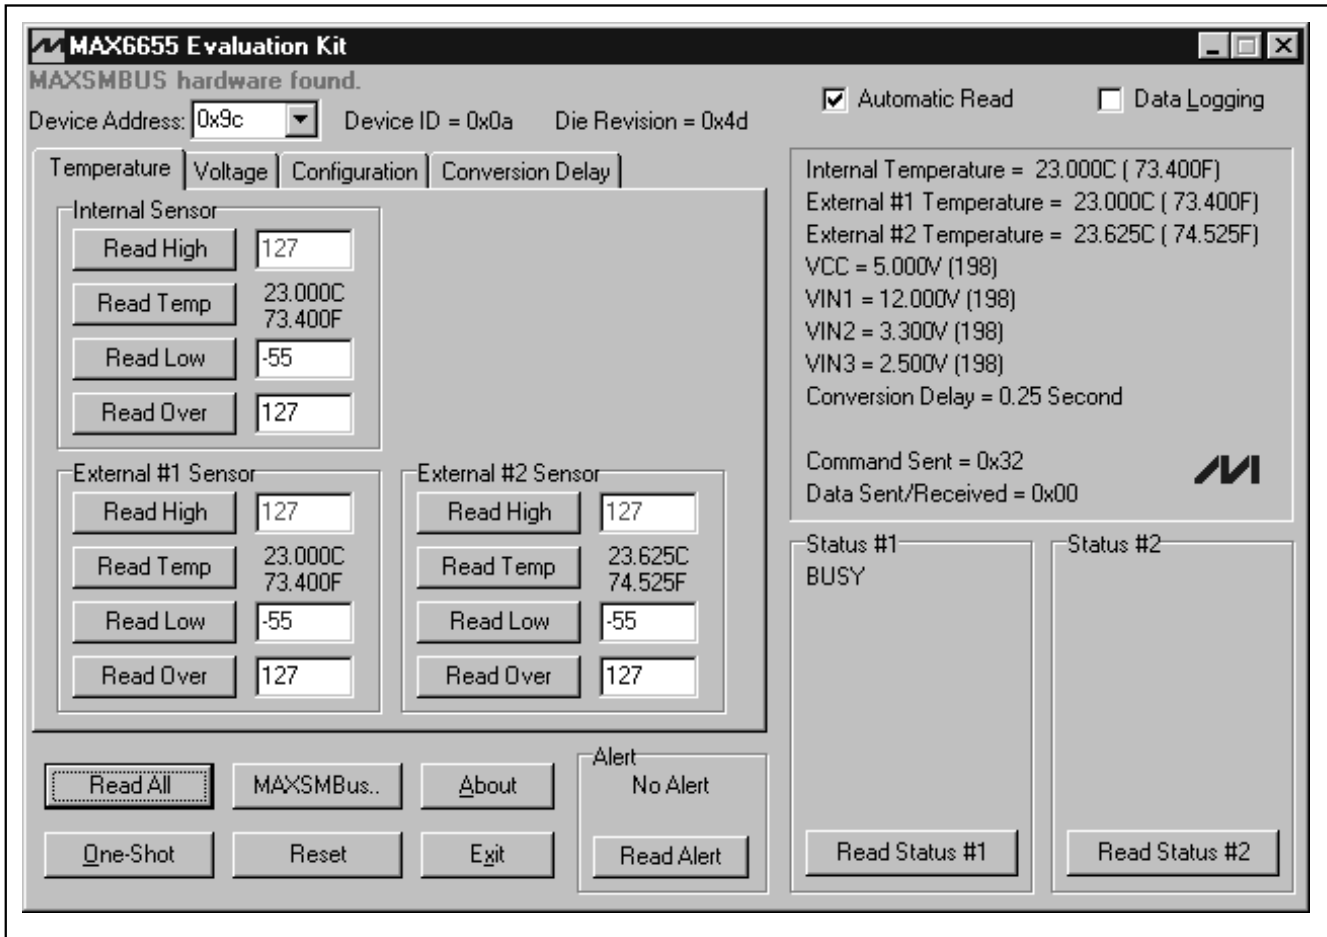 MAX6655 Evaluation Kit
MAXSMBUS hardware found.
Device Address: 0x9c Device ID = 0x0a Die Revision = 0x4d
Automatic Read Data Logging
Temperature Voltage Configuration Conversion Delay
Internal Sensor
Read High 127
Read Temp 23.000C
73.400F
Read Low -55
Read Over 127
External #1 Sensor
Read High 127
Read Temp 23.000C
73.400F
Read Low -55
Read Over 127
External #2 Sensor
Read High 127
Read Temp 23.625C
74.525F
Read Low -55
Read Over 127
Internal Temperature = 23.000C ( 73.400F)
External #1 Temperature = 23.000C ( 73.400F)
External #2 Temperature = 23.625C ( 74.525F)
VCC = 5.000V (198)
VIN1 = 12.000V (198)
VIN2 = 3.300V (198)
VIN3 = 2.500V (198)
Conversion Delay = 0.25 Second
Command Sent = 0x32
Data Sent/Received = 0x00
Status #1
BUSY
Read Status #1
Status #2
Read Status #2
Read All MAXSMBus.. About
One-Shot Reset Exit
Alert
No Alert
Read Alert